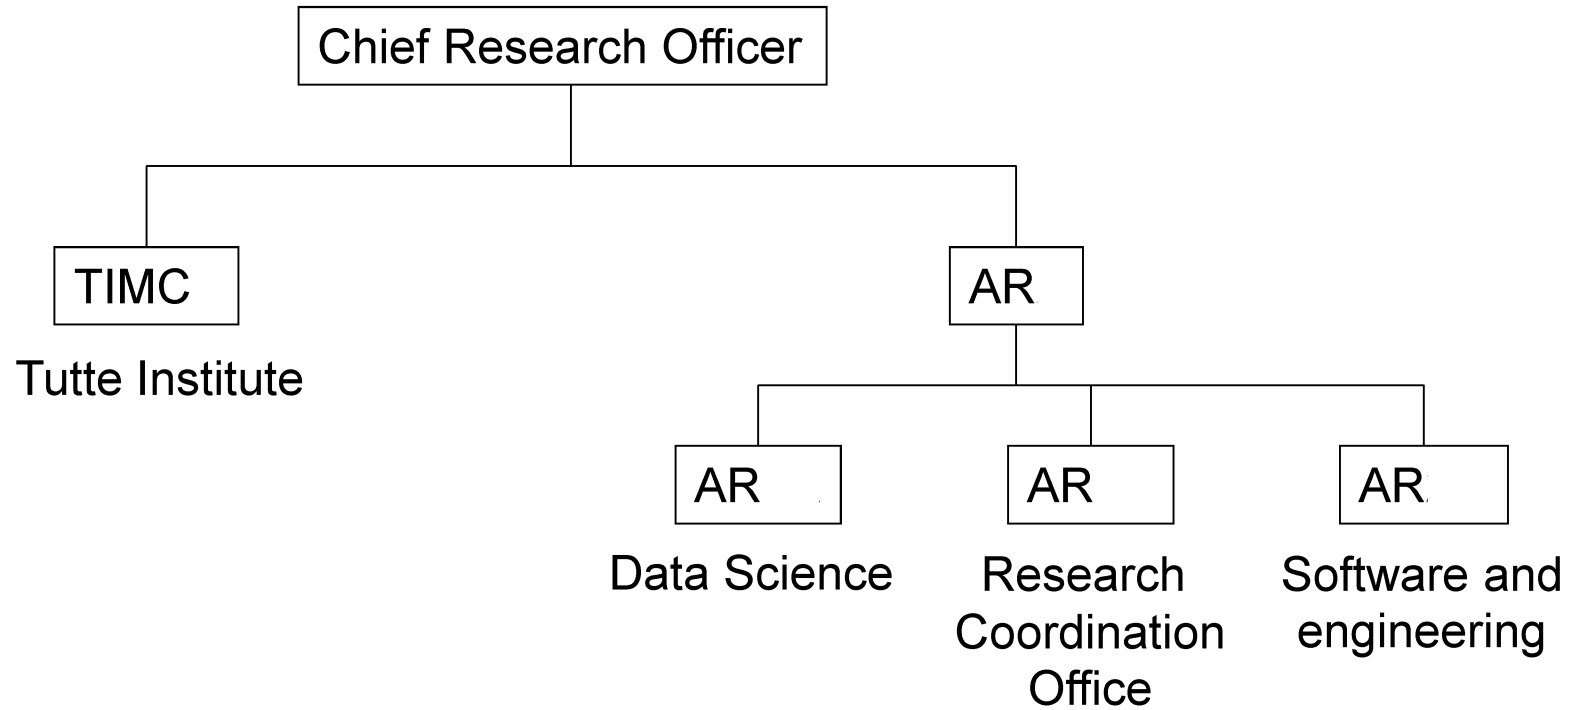 Chief Research Officer
TIMC
AR
Tutte Institute
AR
AR
AR
Data Science
Research
Coordination
Office
Software and
engineering